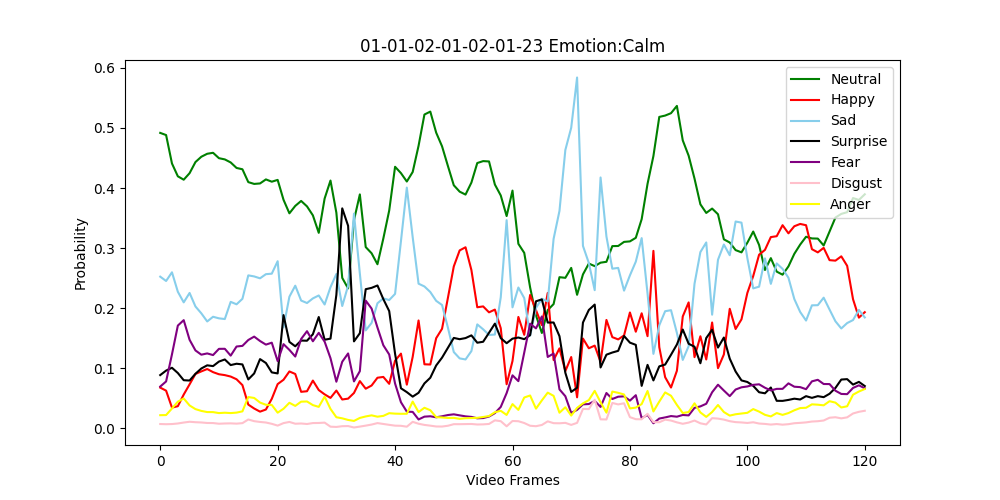 01-01-02-01-02-01-23 Emotion:Calm
Probability
0.6
0.5
0.4
0.3
0.2
0.1
0.0
Neutral
Happy
Sad
Surprise
Fear
Disgust
Anger
0 20 40 60 80 100 120
Video Frames